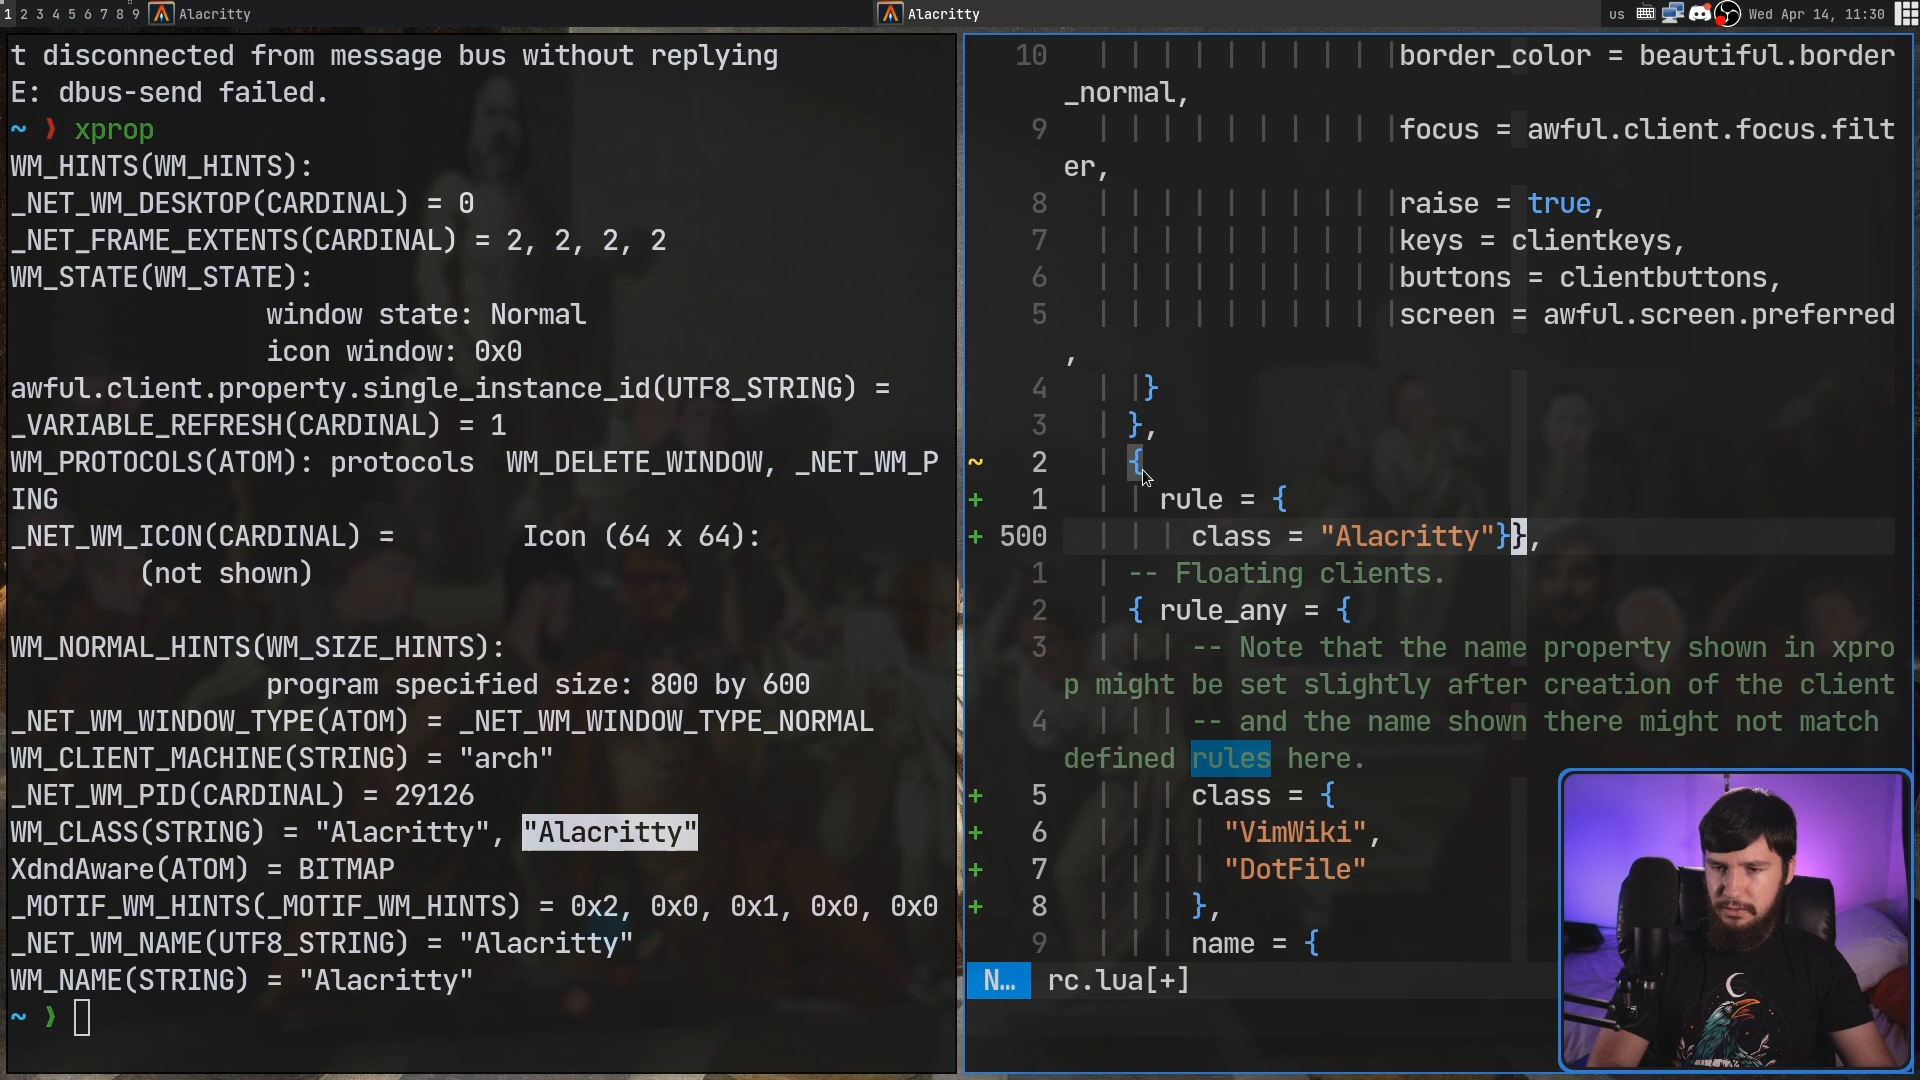 1 2 3 4 5 6 7 8 9 Alacritty
Alacritty
us Wed Apr 14, 11:30
t disconnected from message bus without replying
E: dbus-send failed.
~ ❯ xprop
WM_HINTS(WM_HINTS):
_NET_WM_DESKTOP(CARDINAL) = 0
_NET_FRAME_EXTENTS(CARDINAL) = 2, 2, 2, 2
WM_STATE(WM_STATE):
window state: Normal
icon window: 0x0
awful.client.property.single_instance_id(UTF8_STRING) =
_VARIABLE_REFRESH(CARDINAL) = 1
WM_PROTOCOLS(ATOM): protocols  WM_DELETE_WINDOW, _NET_WM_P
ING
_NET_WM_ICON(CARDINAL) =        Icon (64 x 64):
(not shown)
WM_NORMAL_HINTS(WM_SIZE_HINTS):
program specified size: 800 by 600
_NET_WM_WINDOW_TYPE(ATOM) = _NET_WM_WINDOW_TYPE_NORMAL
WM_CLIENT_MACHINE(STRING) = "arch"
_NET_WM_PID(CARDINAL) = 29126
WM_CLASS(STRING) = "Alacritty", "Alacritty"
XdndAware(ATOM) = BITMAP
_MOTIF_WM_HINTS(_MOTIF_WM_HINTS) = 0x2, 0x0, 0x1, 0x0, 0x0
_NET_WM_NAME(UTF8_STRING) = "Alacritty"
WM_NAME(STRING) = "Alacritty"
~ ❯
10 border_color = beautiful.border
_normal,
9 focus = awful.client.focus.filt
er,
8 raise = true,
7 keys = clientkeys,
6 buttons = clientbuttons,
5 screen = awful.screen.preferred
,
4 }
3 },
~ 2 {
+ 1 rule = {
+ 500 class = "Alacritty"}},
1 -- Floating clients.
2 { rule_any = {
3 -- Note that the name property shown in xpro
p might be set slightly after creation of the client
4 -- and the name shown there might not match
defined rules here.
+ 5 class = {
+ 6 "VimWiki",
+ 7 "DotFile"
+ 8 },
9 name = {
N… rc.lua[+]